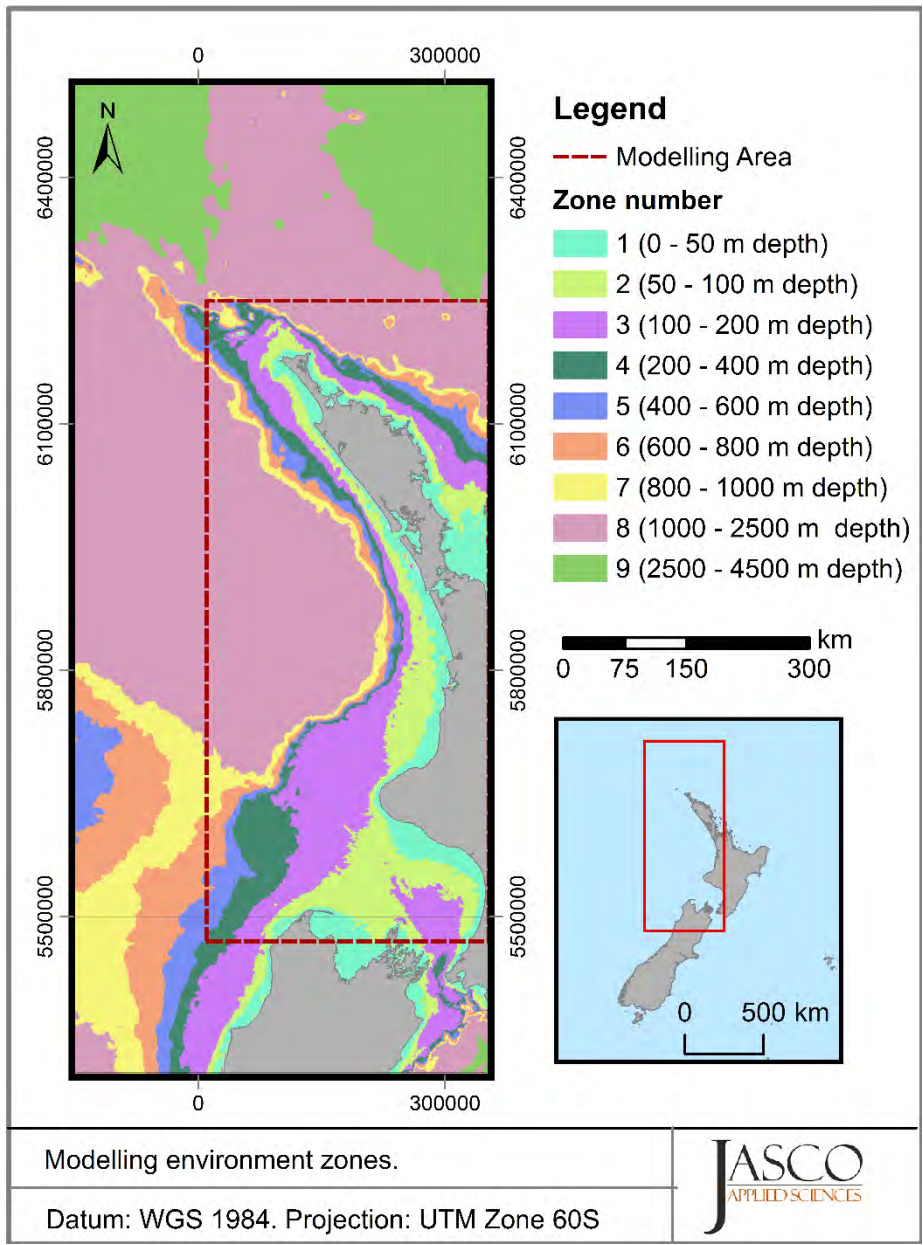 0 300000
N
6400000 6400000
6100000 6100000
5800000 5800000
5500000 5500000
0 300000
Legend
Modelling Area
Zone number
1 (0 - 50 m depth)
2 (50 - 100 m depth)
3 (100 - 200 m depth)
4 (200 - 400 m depth)
5 (400 - 600 m depth)
6 (600 - 800 m depth)
7 (800 - 1000 m depth)
8 (1000 - 2500 m depth)
9 (2500 - 4500 m depth)
km
0 75 150 300
0 500 km
Modelling environment zones.
Datum: WGS 1984. Projection: UTM Zone 60S
JASCO
APPLIED SCIENCES